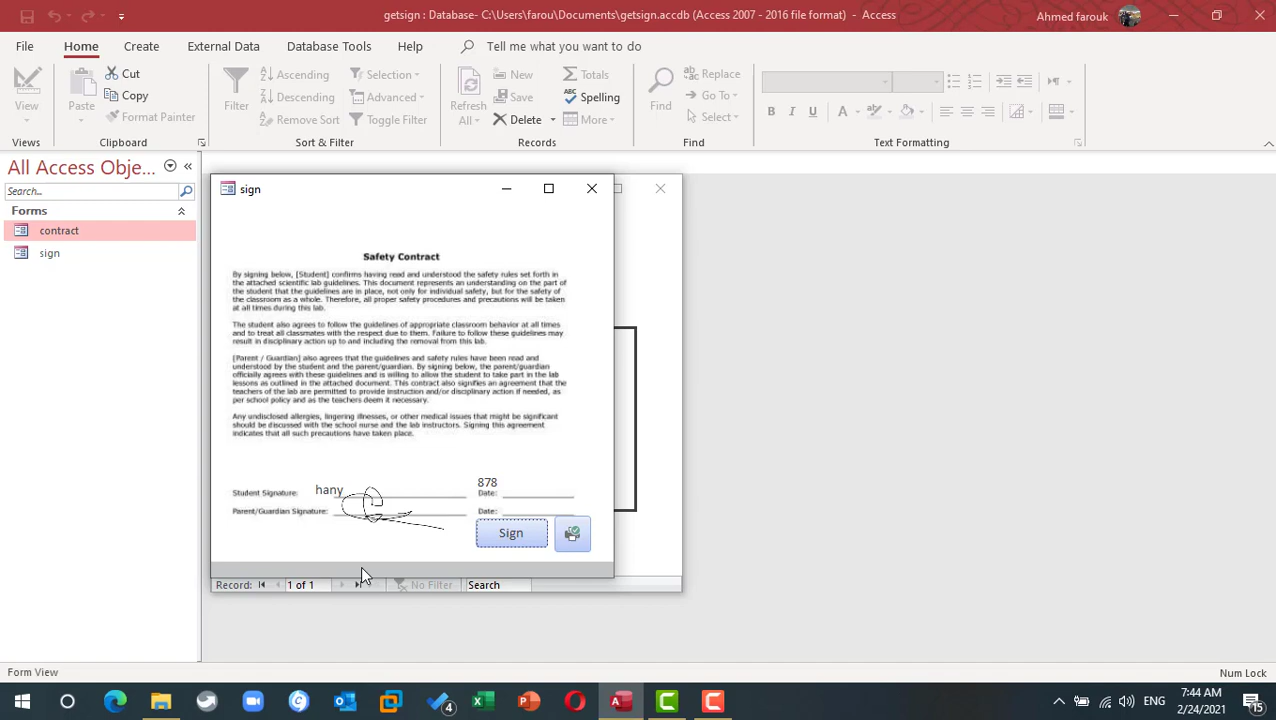 getsign : Database- C:\Users\farou\Documents\getsign.accdb (Access 2007 - 2016 file format) - Access
Ahmed farouk
File Home Create External Data Database Tools Help Tell me what you want to do
View
Views
Paste
Cut
Copy
Format Painter
Clipboard
Filter
Ascending
Descending
Remove Sort
Selection
Advanced
Toggle Filter
Sort & Filter
Refresh All
New
Save
Delete
Totals
Spelling
More
Records
Find
Replace
Go To
Select
Find
B I U A
Text Formatting
All Access Obje...
Search...
Forms
contract
sign
sign
Safety Contract
By signing below, [Student] confirms having read and understood the safety rules set forth in
the attached scientific lab guidelines. This document represents an understanding on the part of
the student that the guidelines are in place, not only for individual safety, but for the safety of
the classroom as a whole. Therefore, all proper safety procedures and precautions will be taken
at all times during this lab.
The student also agrees to follow the guidelines of appropriate classroom behavior at all times
and to treat all classmates with the respect due to them. Failure to follow these guidelines may
result in disciplinary action up to and including the removal from this lab.
[Parent / Guardian] also agrees that the guidelines and safety rules have been read and
understood by the student and the parent/guardian. By signing below, the parent/guardian
officially agrees with these guidelines and is willing to allow the student to take part in the lab
lessons as outlined in the attached document. This contract also signifies an agreement that the
teachers of the lab are permitted to provide instruction and/or disciplinary action if needed, as
per school policy and as the teachers deem it necessary.
Any undisclosed allergies, lingering illnesses, or other medical issues that might be significant
should be discussed with the school nurse and the lab instructors. Signing this agreement
indicates that all such precautions have taken place.
878
Student Signature: hany Date:
Parent/Guardian Signature: Date:
Sign
Record: 1 of 1 No Filter Search
Form View
Num Lock
4
ENG
7:44 AM
2/24/2021
15